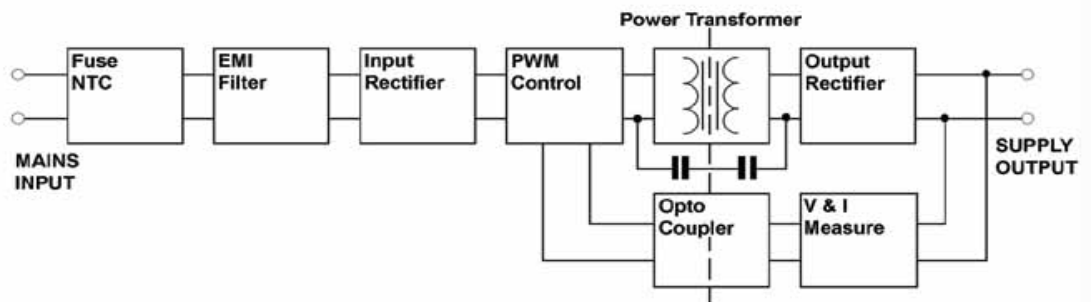 Power Transformer
Fuse
NTC
EMI
Filter
Input
Rectifier
PWM
Control
Output
Rectifier
MAINS
INPUT
SUPPLY
OUTPUT
Opto
Coupler
V & I
Measure